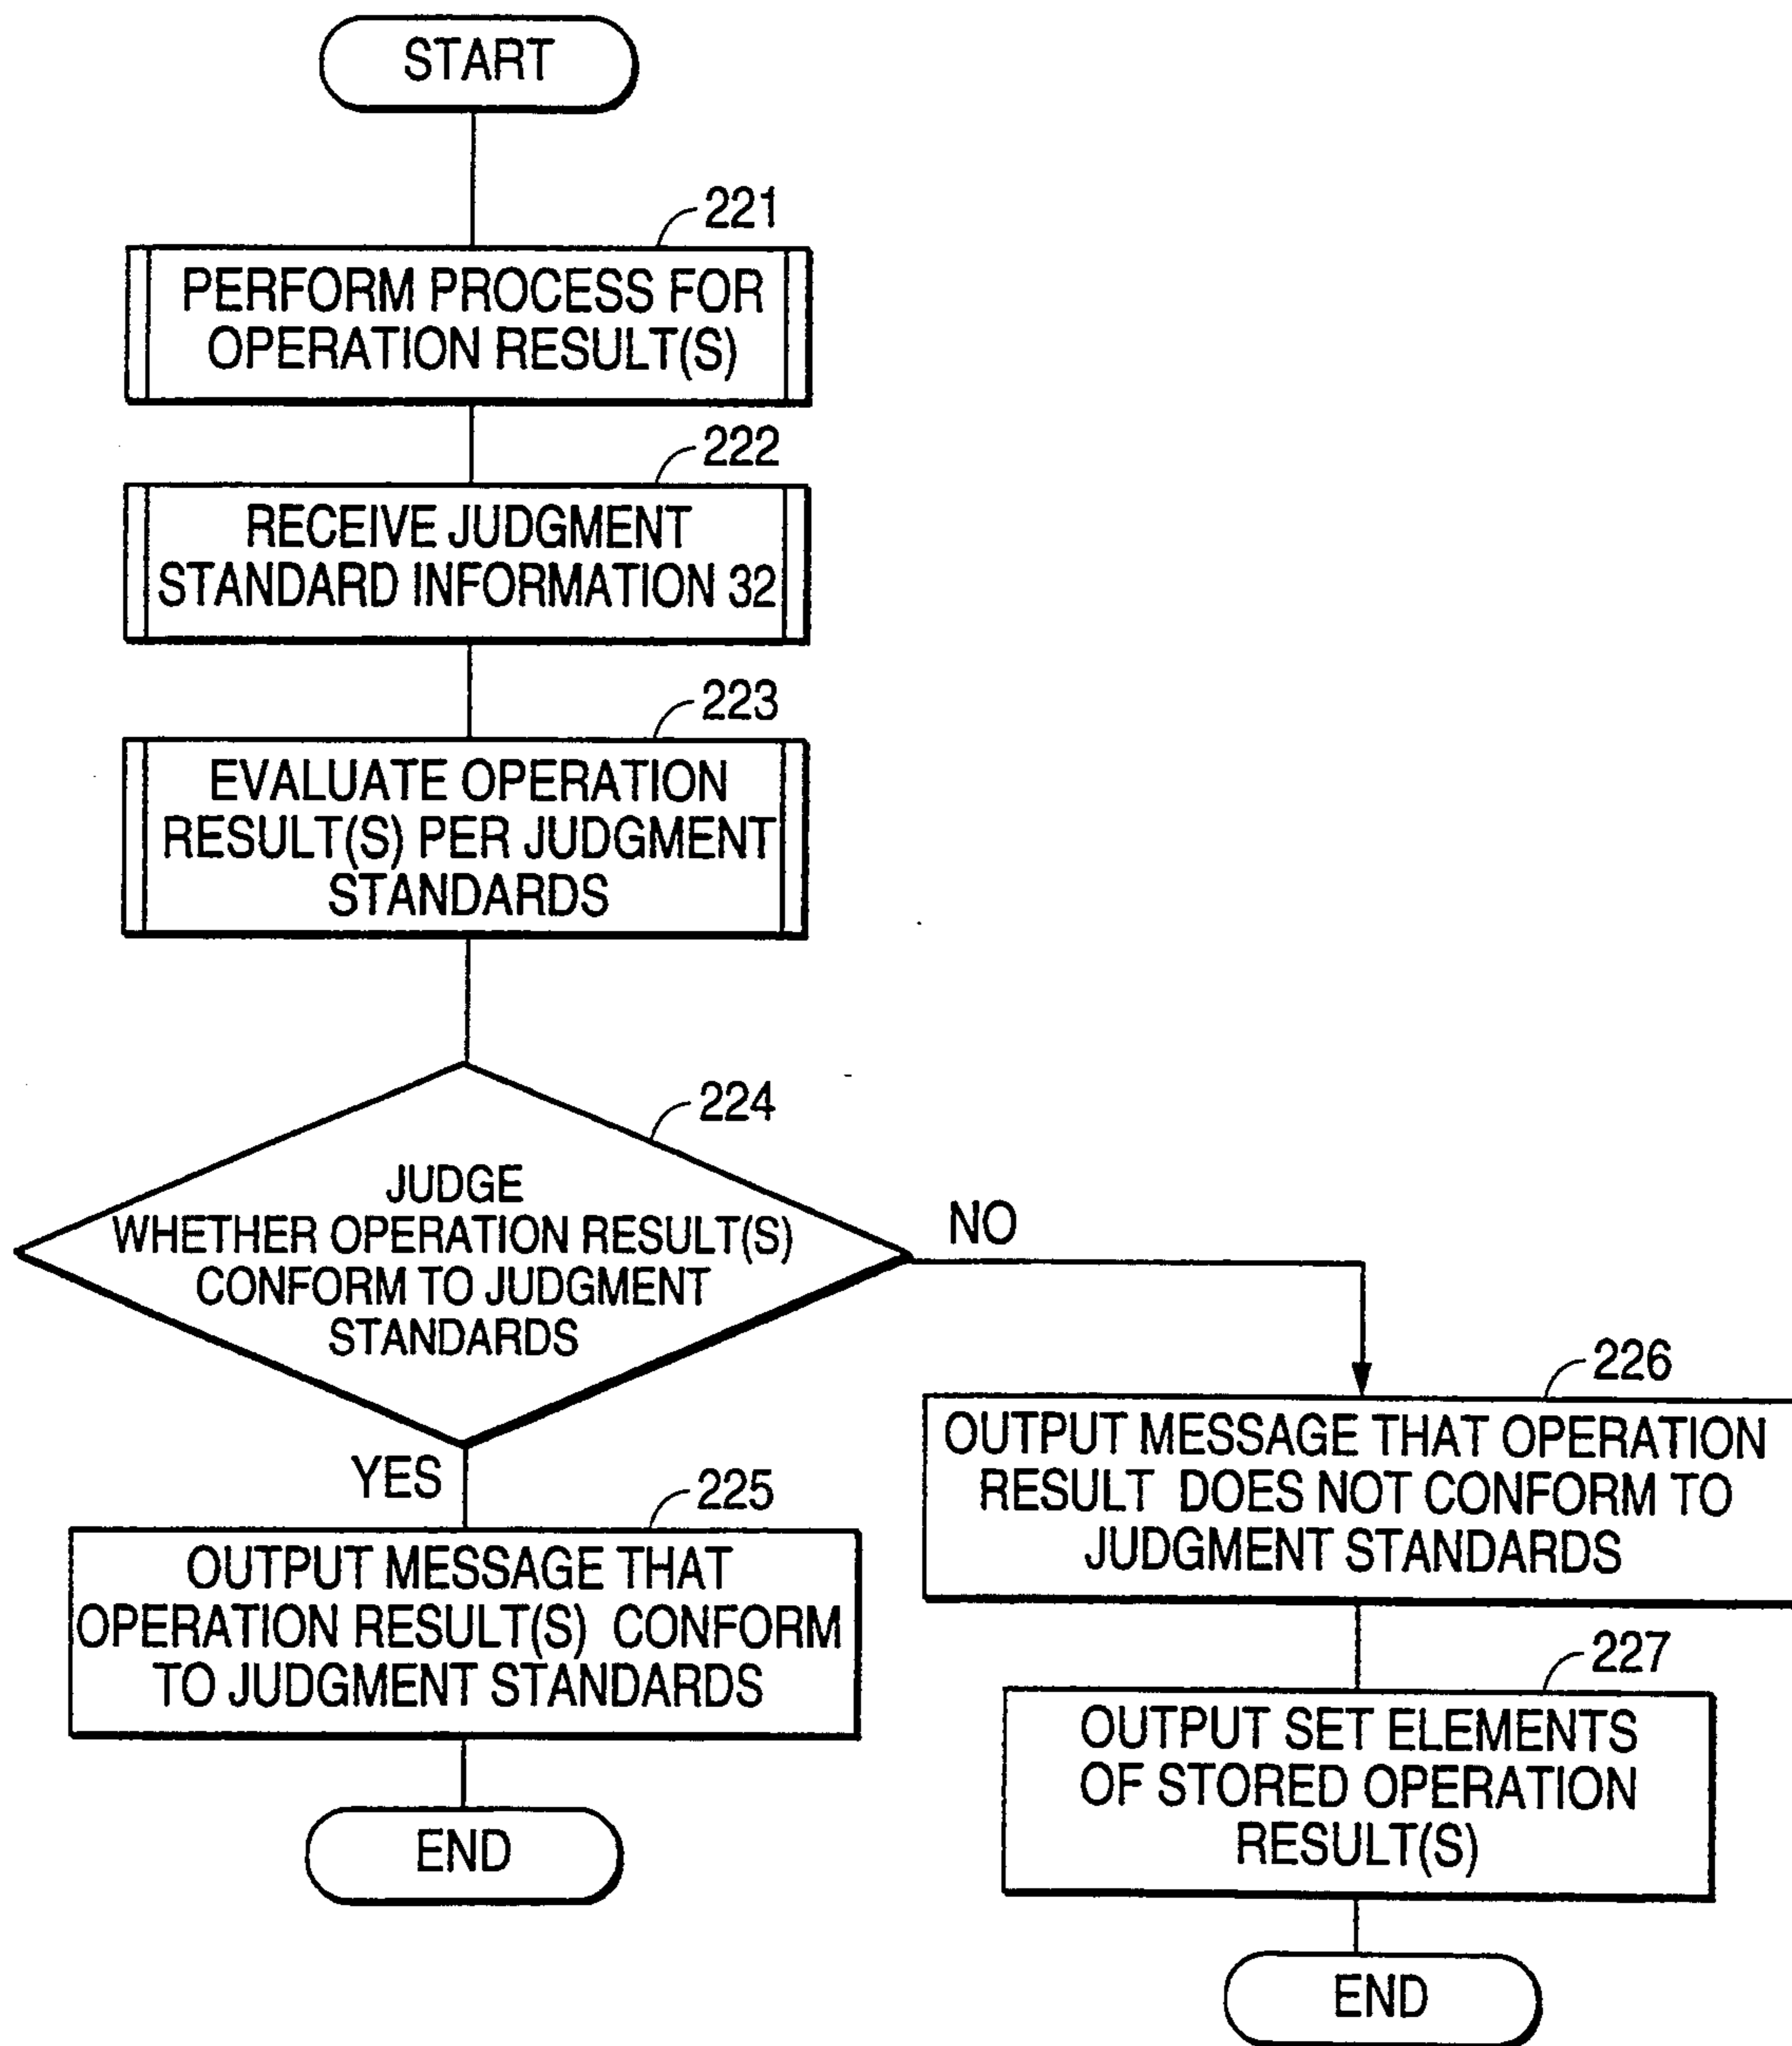 START
221
PERFORM PROCESS FOR
OPERATION RESULT(S)
222
RECEIVE JUDGMENT
STANDARD INFORMATION 32
223
EVALUATE OPERATION
RESULT(S) PER JUDGMENT
STANDARDS
224
JUDGE
WHETHER OPERATION RESULT(S)
CONFORM TO JUDGMENT
STANDARDS
NO
YES
225
OUTPUT MESSAGE THAT
OPERATION RESULT(S) CONFORM
TO JUDGMENT STANDARDS
END
226
OUTPUT MESSAGE THAT OPERATION
RESULT DOES NOT CONFORM TO
JUDGMENT STANDARDS
227
OUTPUT SET ELEMENTS
OF STORED OPERATION
RESULT(S)
END